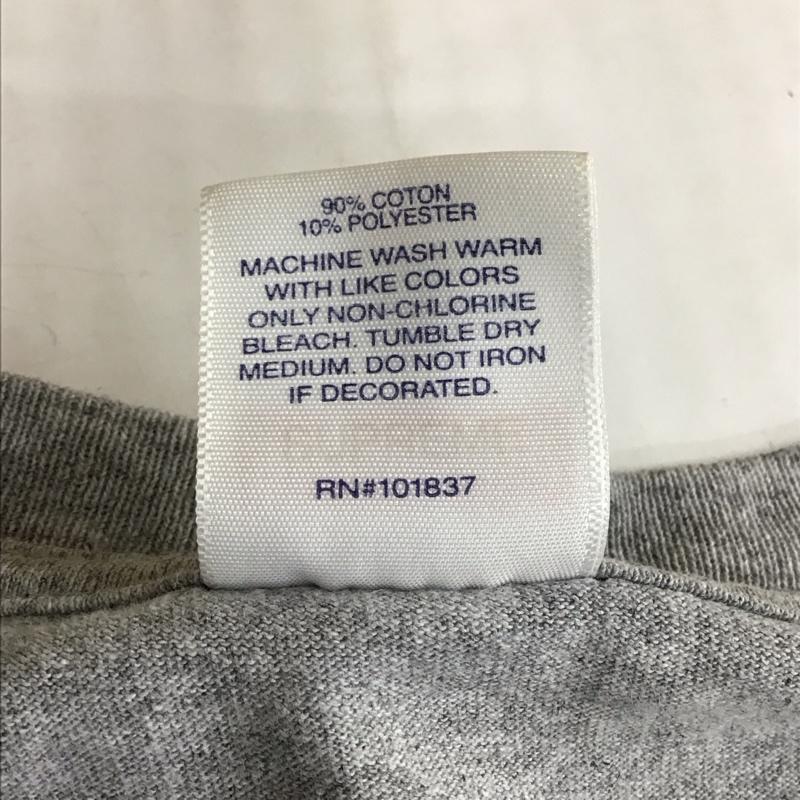 90% COTON
10% POLYESTER
MACHINE WASH WARM
WITH LIKE COLORS
ONLY NON-CHLORINE
BLEACH. TUMBLE DRY
MEDIUM. DO NOT IRON
IF DECORATED.
RN#101837